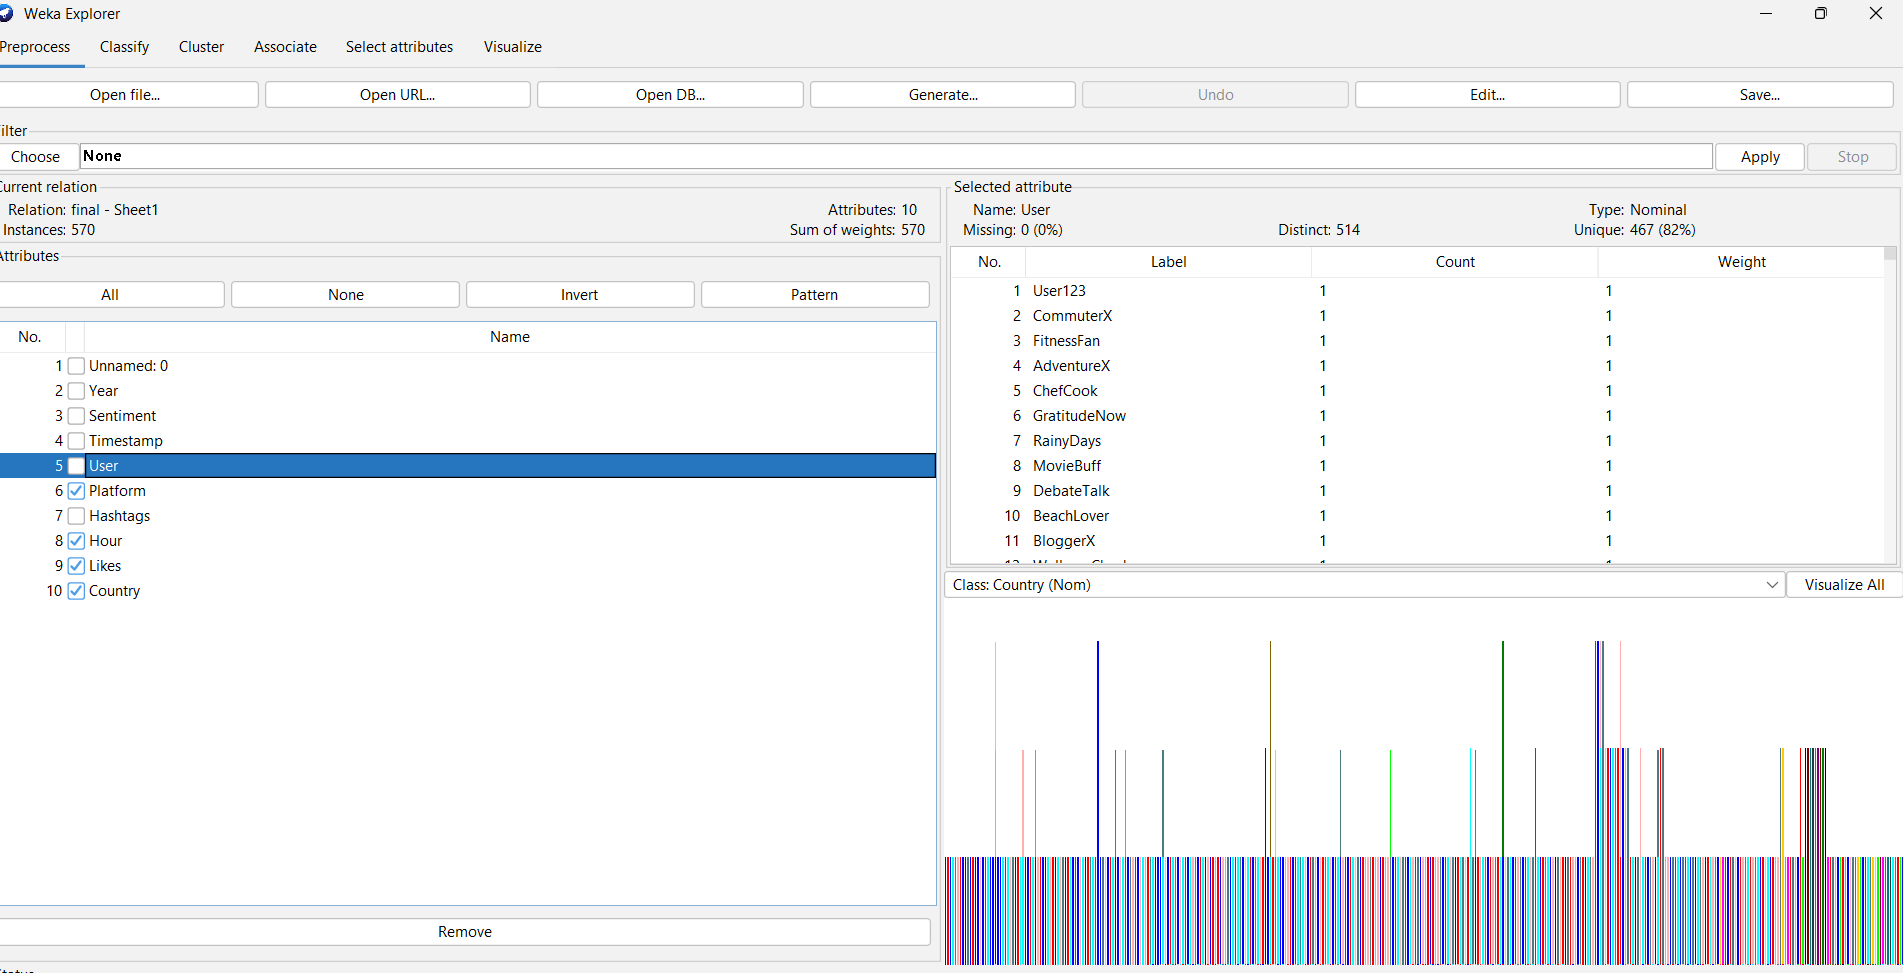 Weka Explorer
Preprocess Classify Cluster Associate Select attributes Visualize
Open file... Open URL... Open DB... Generate... Undo Edit... Save...
ilter
Choose None Apply Stop
Current relation
Relation: final - Sheet1 Attributes: 10
Instances: 570 Sum of weights: 570
Attributes
All None Invert Pattern
No. Name
1 Unnamed: 0
2 Year
3 Sentiment
4 Timestamp
5 User
6 Platform
7 Hashtags
8 Hour
9 Likes
10 Country
Remove
Selected attribute
Name: User Type: Nominal
Missing: 0 (0%) Distinct: 514 Unique: 467 (82%)
No. Label Count Weight
1 User123 1 1
2 CommuterX 1 1
3 FitnessFan 1 1
4 AdventureX 1 1
5 ChefCook 1 1
6 GratitudeNow 1 1
7 RainyDays 1 1
8 MovieBuff 1 1
9 DebateTalk 1 1
10 BeachLover 1 1
11 BloggerX 1 1
Class: Country (Nom) Visualize All